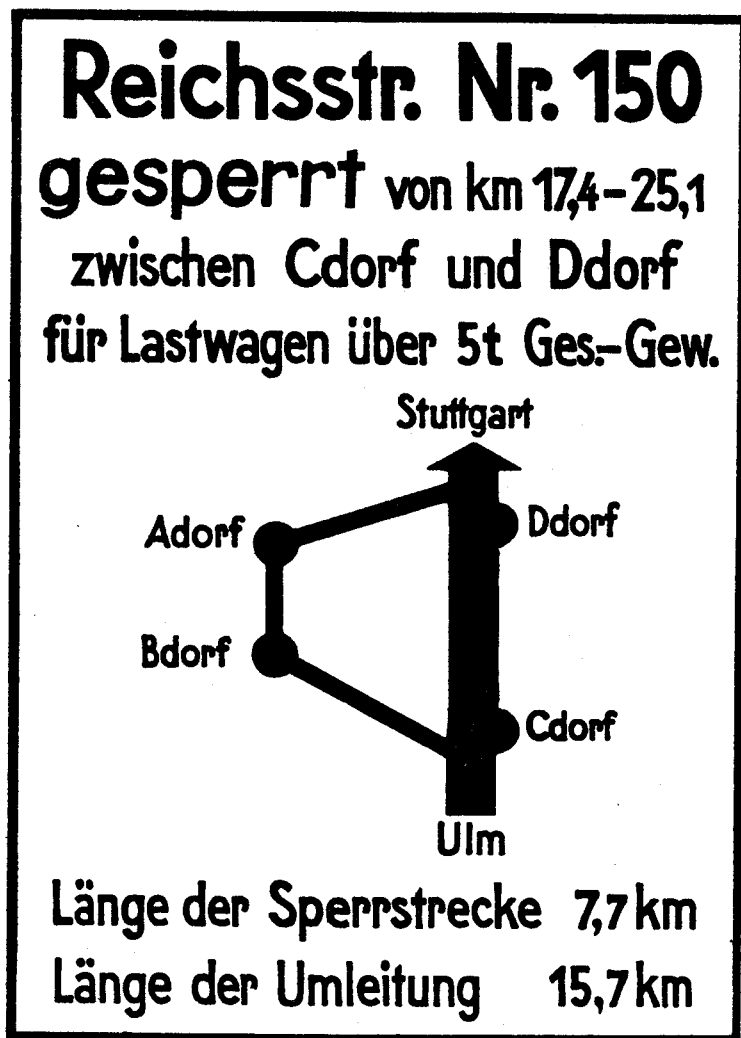 Reichsstr. Nr. 150
gesperrt von km 17,4-25,1
zwischen Cdorf und Ddorf
für Lastwagen über 5t Ges.-Gew.
Stuttgart
Adorf
Ddorf
Bdorf
Cdorf
Ulm
Länge der Sperrstrecke 7,7 km
Länge der Umleitung 15,7 km